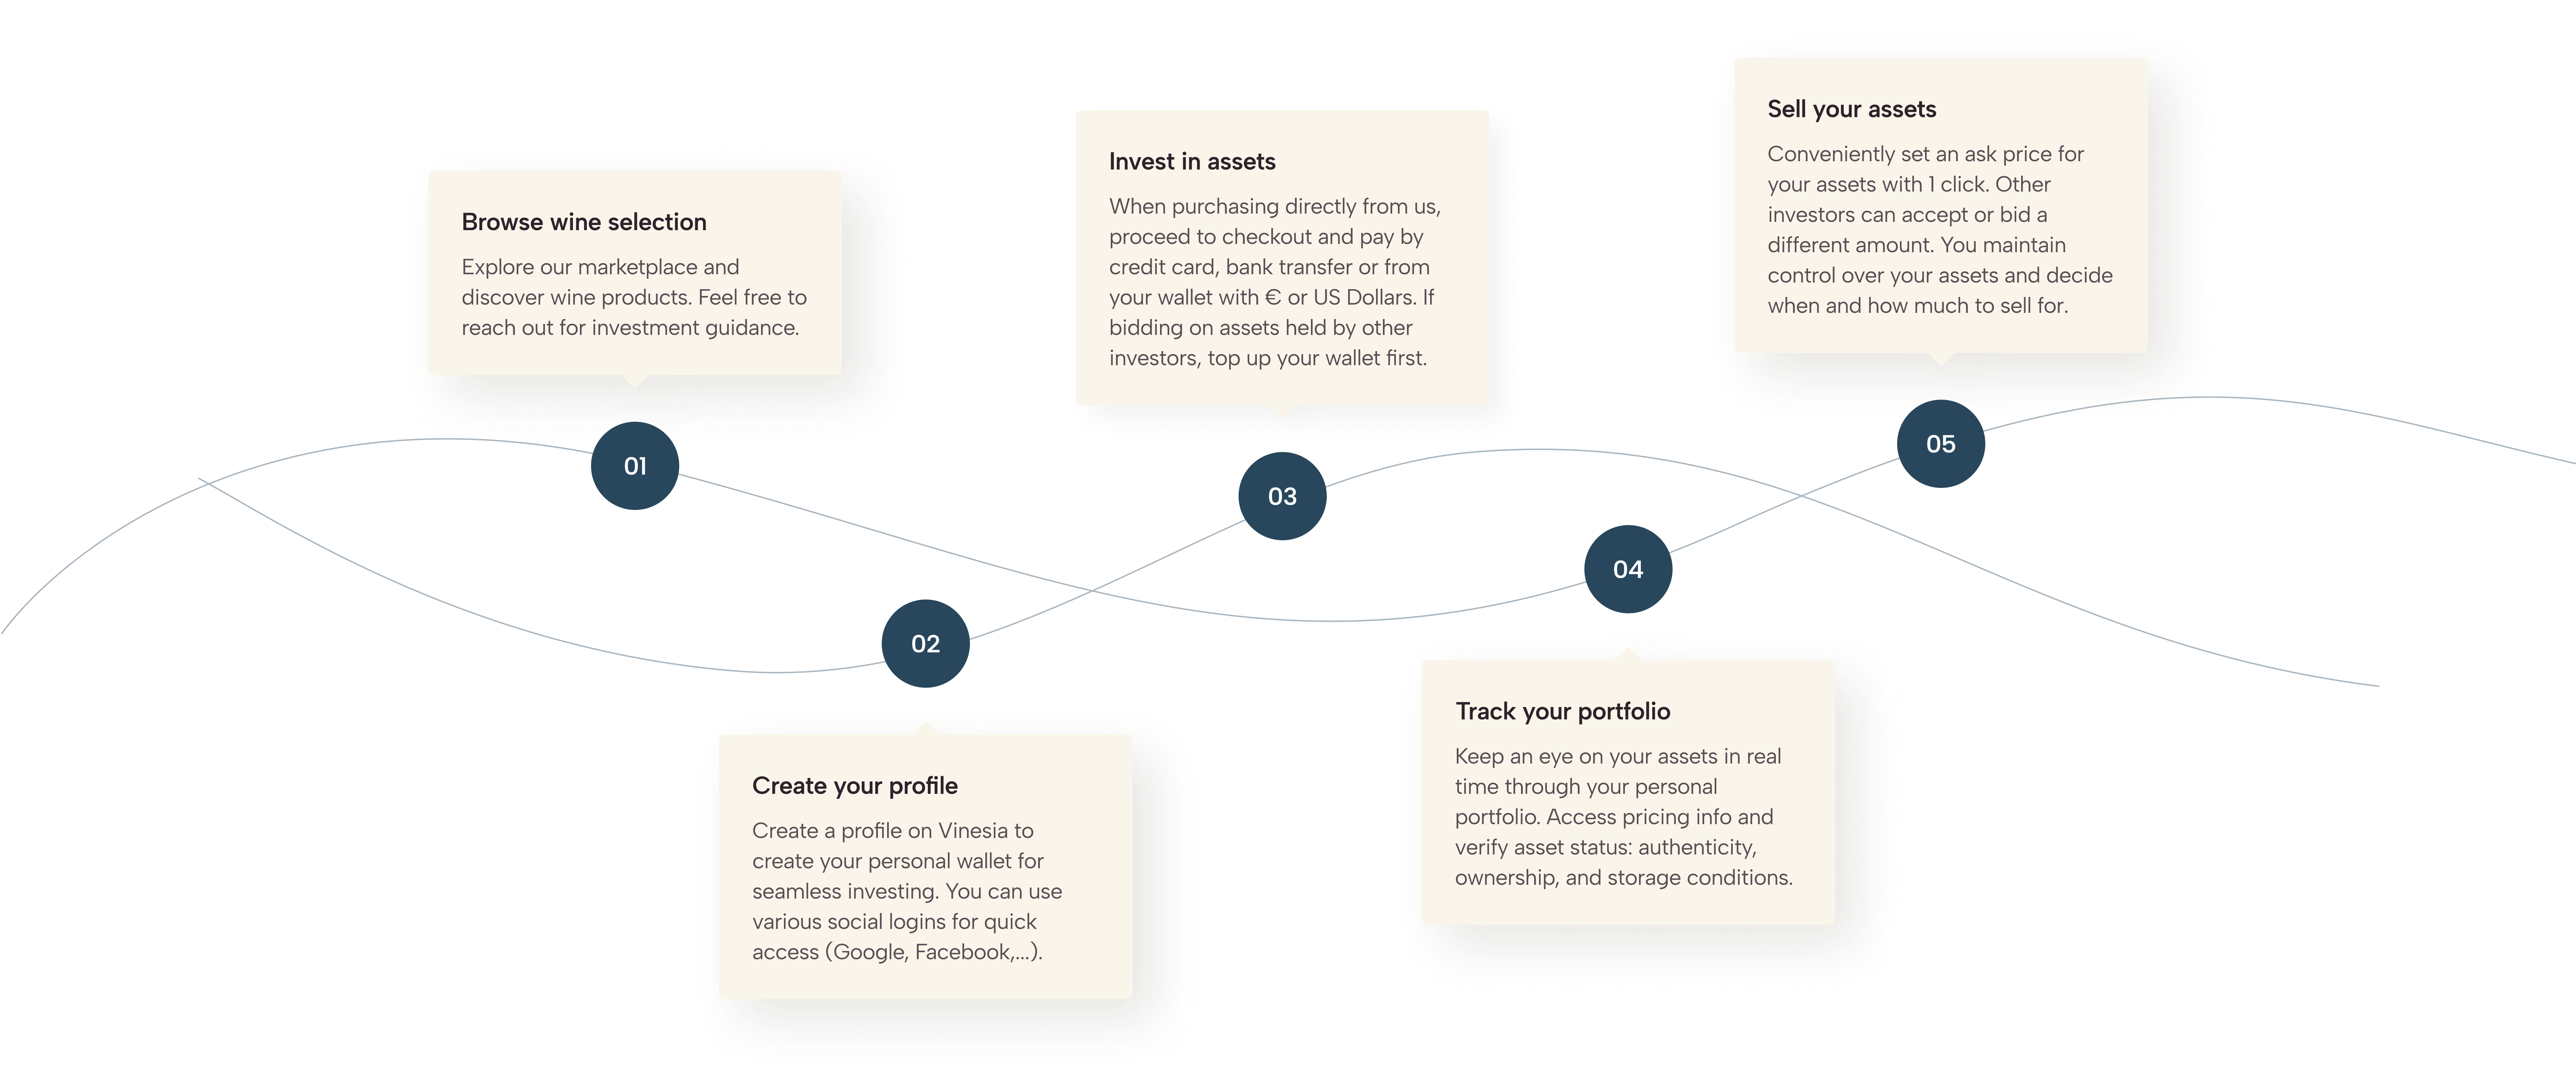 01
Browse wine selection
Explore our marketplace and
discover wine products. Feel free to
reach out for investment guidance.
02
Create your profile
Create a profile on Vinesia to
create your personal wallet for
seamless investing. You can use
various social logins for quick
access (Google, Facebook,...).
03
Invest in assets
When purchasing directly from us,
proceed to checkout and pay by
credit card, bank transfer or from
your wallet with € or US Dollars. If
bidding on assets held by other
investors, top up your wallet first.
04
Track your portfolio
Keep an eye on your assets in real
time through your personal
portfolio. Access pricing info and
verify asset status: authenticity,
ownership, and storage conditions.
05
Sell your assets
Conveniently set an ask price for
your assets with 1 click. Other
investors can accept or bid a
different amount. You maintain
control over your assets and decide
when and how much to sell for.